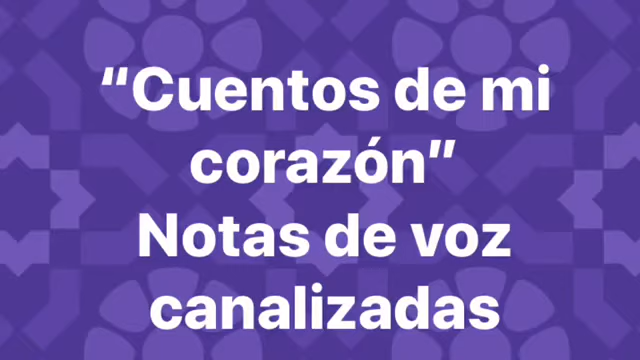 “Cuentos de mi
corazón”
Notas de voz
canalizadas